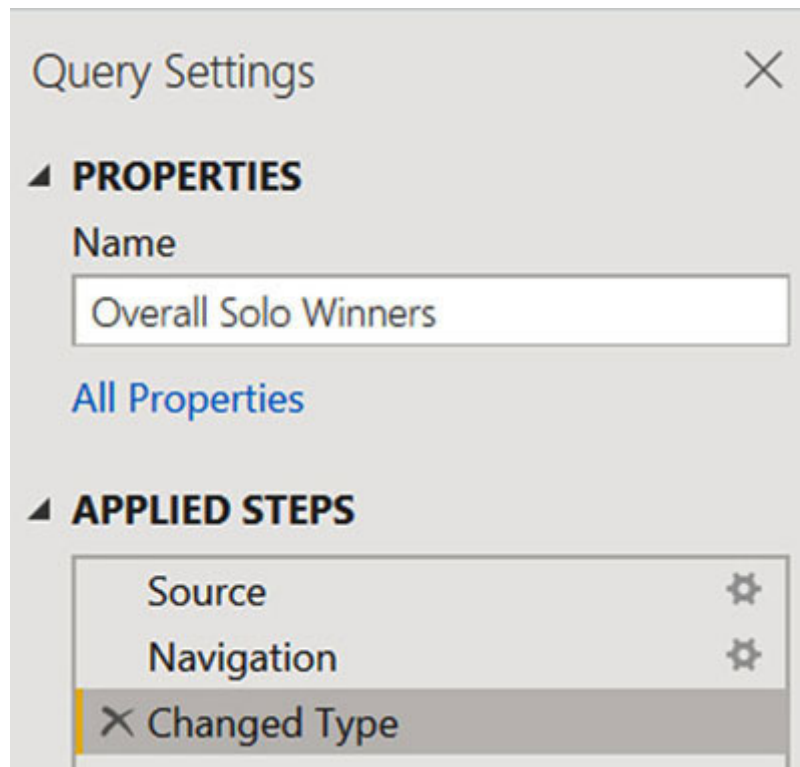 Query Settings
PROPERTIES
Name
Overall Solo Winners
All Properties
APPLIED STEPS
Source
Navigation
Changed Type